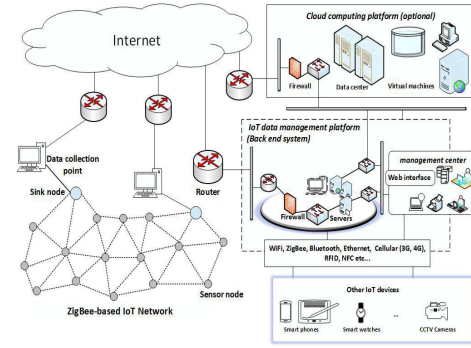 Cloud computing platform (optional)
Internet
Firewall
Data center
Virtual machines
IoT data management platform
(Back end system)
management center
Web interface
Data collection
point
Sink node
Router
Firewall
Servers
WiFi, ZigBee, Bluetooth, Ethernet, Cellular (3G, 4G),
RFID, NFC etc...
Sensor node
ZigBee-based IoT Network
Other IoT devices
...
Smart phones
Smart watches
CCTV Cameras